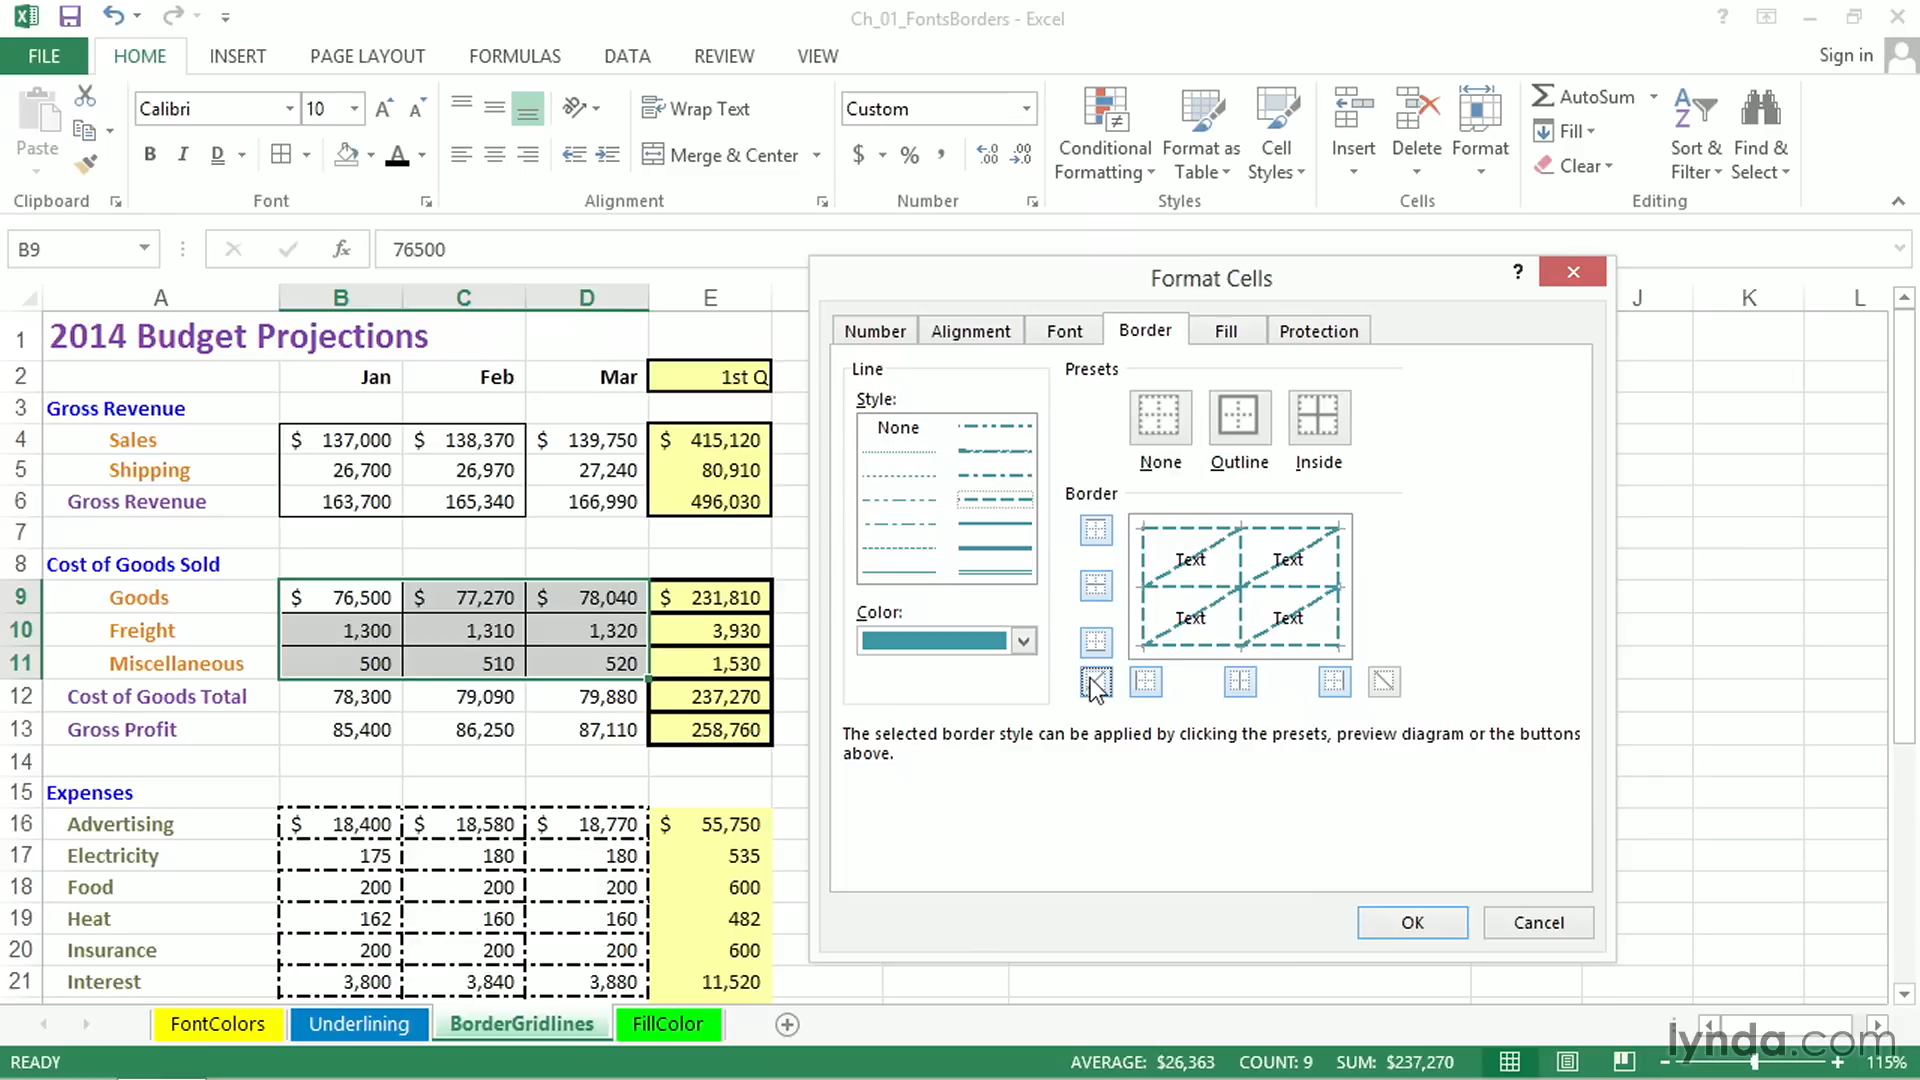 Ch_01_FontsBorders - Excel
?
FILE HOME INSERT PAGE LAYOUT FORMULAS DATA REVIEW VIEW Sign in
Calibri 10 Wrap Text Custom AutoSum
Paste B I D A Merge & Center $ % , Conditional Formatting Format as Table Cell Styles Insert Delete Format Fill Clear Sort & Filter Find & Select
Clipboard Font Alignment Number Styles Cells Editing
B9 fx 76500
A B C D E J K L
1 2014 Budget Projections
2 Jan Feb Mar 1st Q
3 Gross Revenue
4 Sales $ 137,000 $ 138,370 $ 139,750 $ 415,120
5 Shipping 26,700 26,970 27,240 80,910
6 Gross Revenue 163,700 165,340 166,990 496,030
7
8 Cost of Goods Sold
9 Goods $ 76,500 $ 77,270 $ 78,040 $ 231,810
10 Freight 1,300 1,310 1,320 3,930
11 Miscellaneous 500 510 520 1,530
12 Cost of Goods Total 78,300 79,090 79,880 237,270
13 Gross Profit 85,400 86,250 87,110 258,760
14
15 Expenses
16 Advertising $ 18,400 $ 18,580 $ 18,770 $ 55,750
17 Electricity 175 180 180 535
18 Food 200 200 200 600
19 Heat 162 160 160 482
20 Insurance 200 200 200 600
21 Interest 3,800 3,840 3,880 11,520
Format Cells ?
Number Alignment Font Border Fill Protection
Line Presets
Style:
None
None Outline Inside
Border
Text Text
Text Text
Color:
The selected border style can be applied by clicking the presets, preview diagram or the buttons
above.
OK Cancel
FontColors Underlining BorderGridlines FillColor
lynda.com
READY AVERAGE: $26,363 COUNT: 9 SUM: $237,270 115%